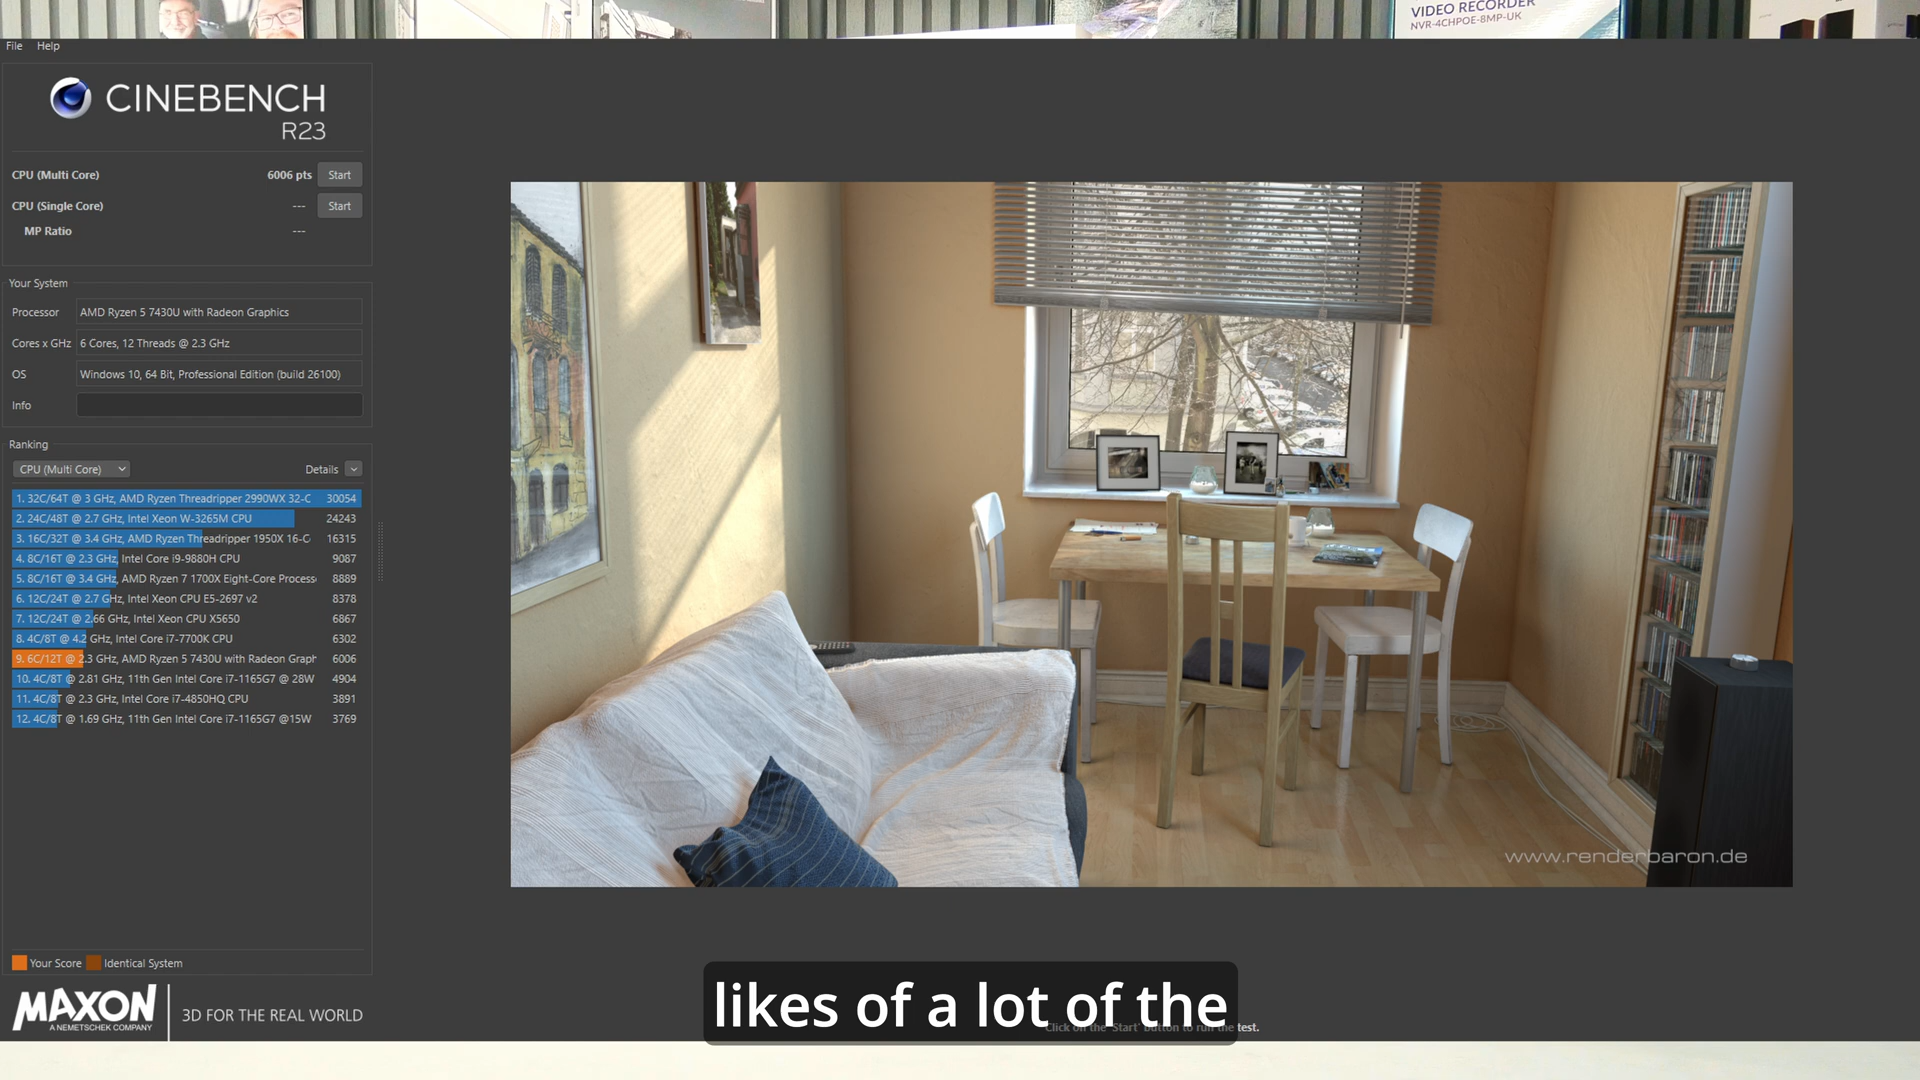 VIDEO RECORDER
NVR-4CHPOE-8MP-UK
File Help
CINEBENCH
R23
CPU (Multi Core) 6006 pts Start
CPU (Single Core) --- Start
MP Ratio ---
Your System
Processor AMD Ryzen 5 7430U with Radeon Graphics
Cores x GHz 6 Cores, 12 Threads @ 2.3 GHz
OS Windows 10, 64 Bit, Professional Edition (build 26100)
Info
Ranking
CPU (Multi Core) Details
1. 32C/64T @ 3 GHz, AMD Ryzen Threadripper 2990WX 32-C 30054
2. 24C/48T @ 2.7 GHz, Intel Xeon W-3265M CPU 24243
3. 16C/32T @ 3.4 GHz, AMD Ryzen Threadripper 1950X 16-C 16315
4. 8C/16T @ 2.3 GHz, Intel Core i9-9880H CPU 9087
5. 8C/16T @ 3.4 GHz, AMD Ryzen 7 1700X Eight-Core Process 8889
6. 12C/24T @ 2.7 GHz, Intel Xeon CPU E5-2697 v2 8378
7. 12C/24T @ 2.66 GHz, Intel Xeon CPU X5650 6867
8. 4C/8T @ 4.2 GHz, Intel Core i7-7700K CPU 6302
9. 6C/12T @ 2.3 GHz, AMD Ryzen 5 7430U with Radeon Graph 6006
10. 4C/8T @ 2.81 GHz, 11th Gen Intel Core i7-1165G7 @ 28W 4904
11. 4C/8T @ 2.3 GHz, Intel Core i7-4850HQ CPU 3891
12. 4C/8T @ 1.69 GHz, 11th Gen Intel Core i7-1165G7 @15W 3769
www.renderbaron.de
Your Score Identical System
MAXON
A NEMETSCHEK COMPANY
3D FOR THE REAL WORLD
likes of a lot of the
Click on the 'Start' button to run the test.